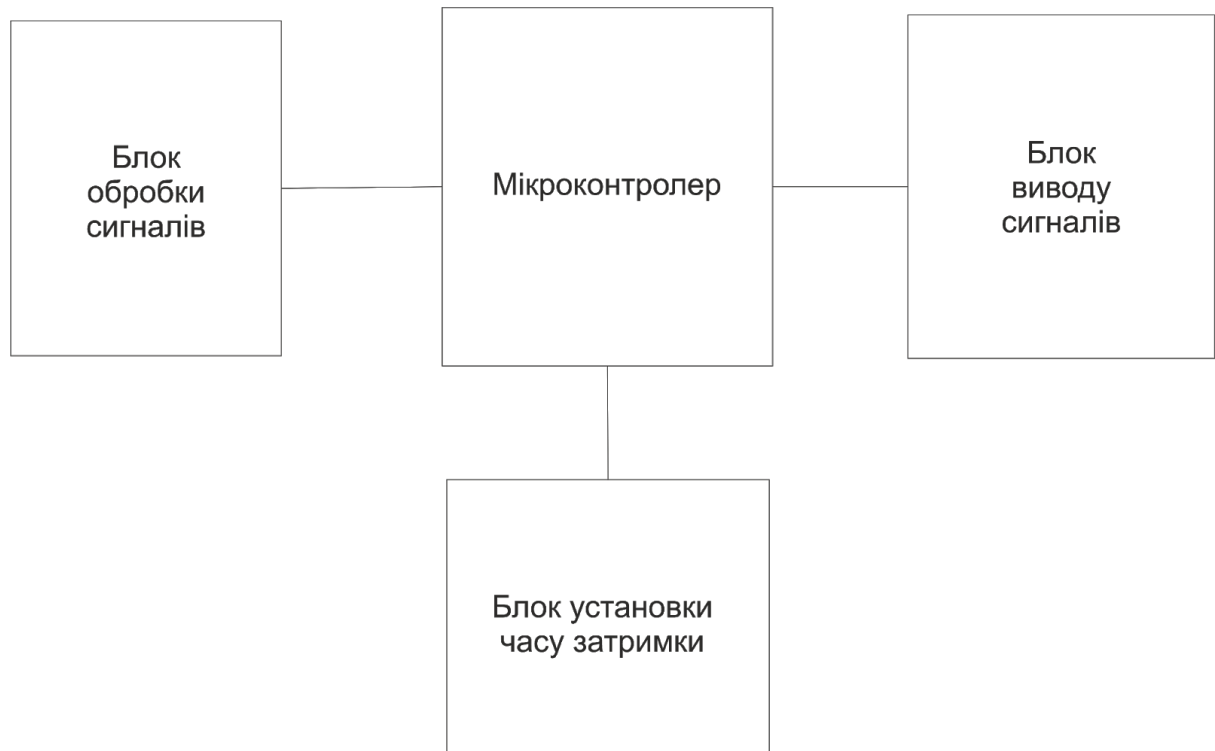 Блок
обробки
сигналів
Мікроконтролер
Блок
виводу
сигналів
Блок установки
часу затримки